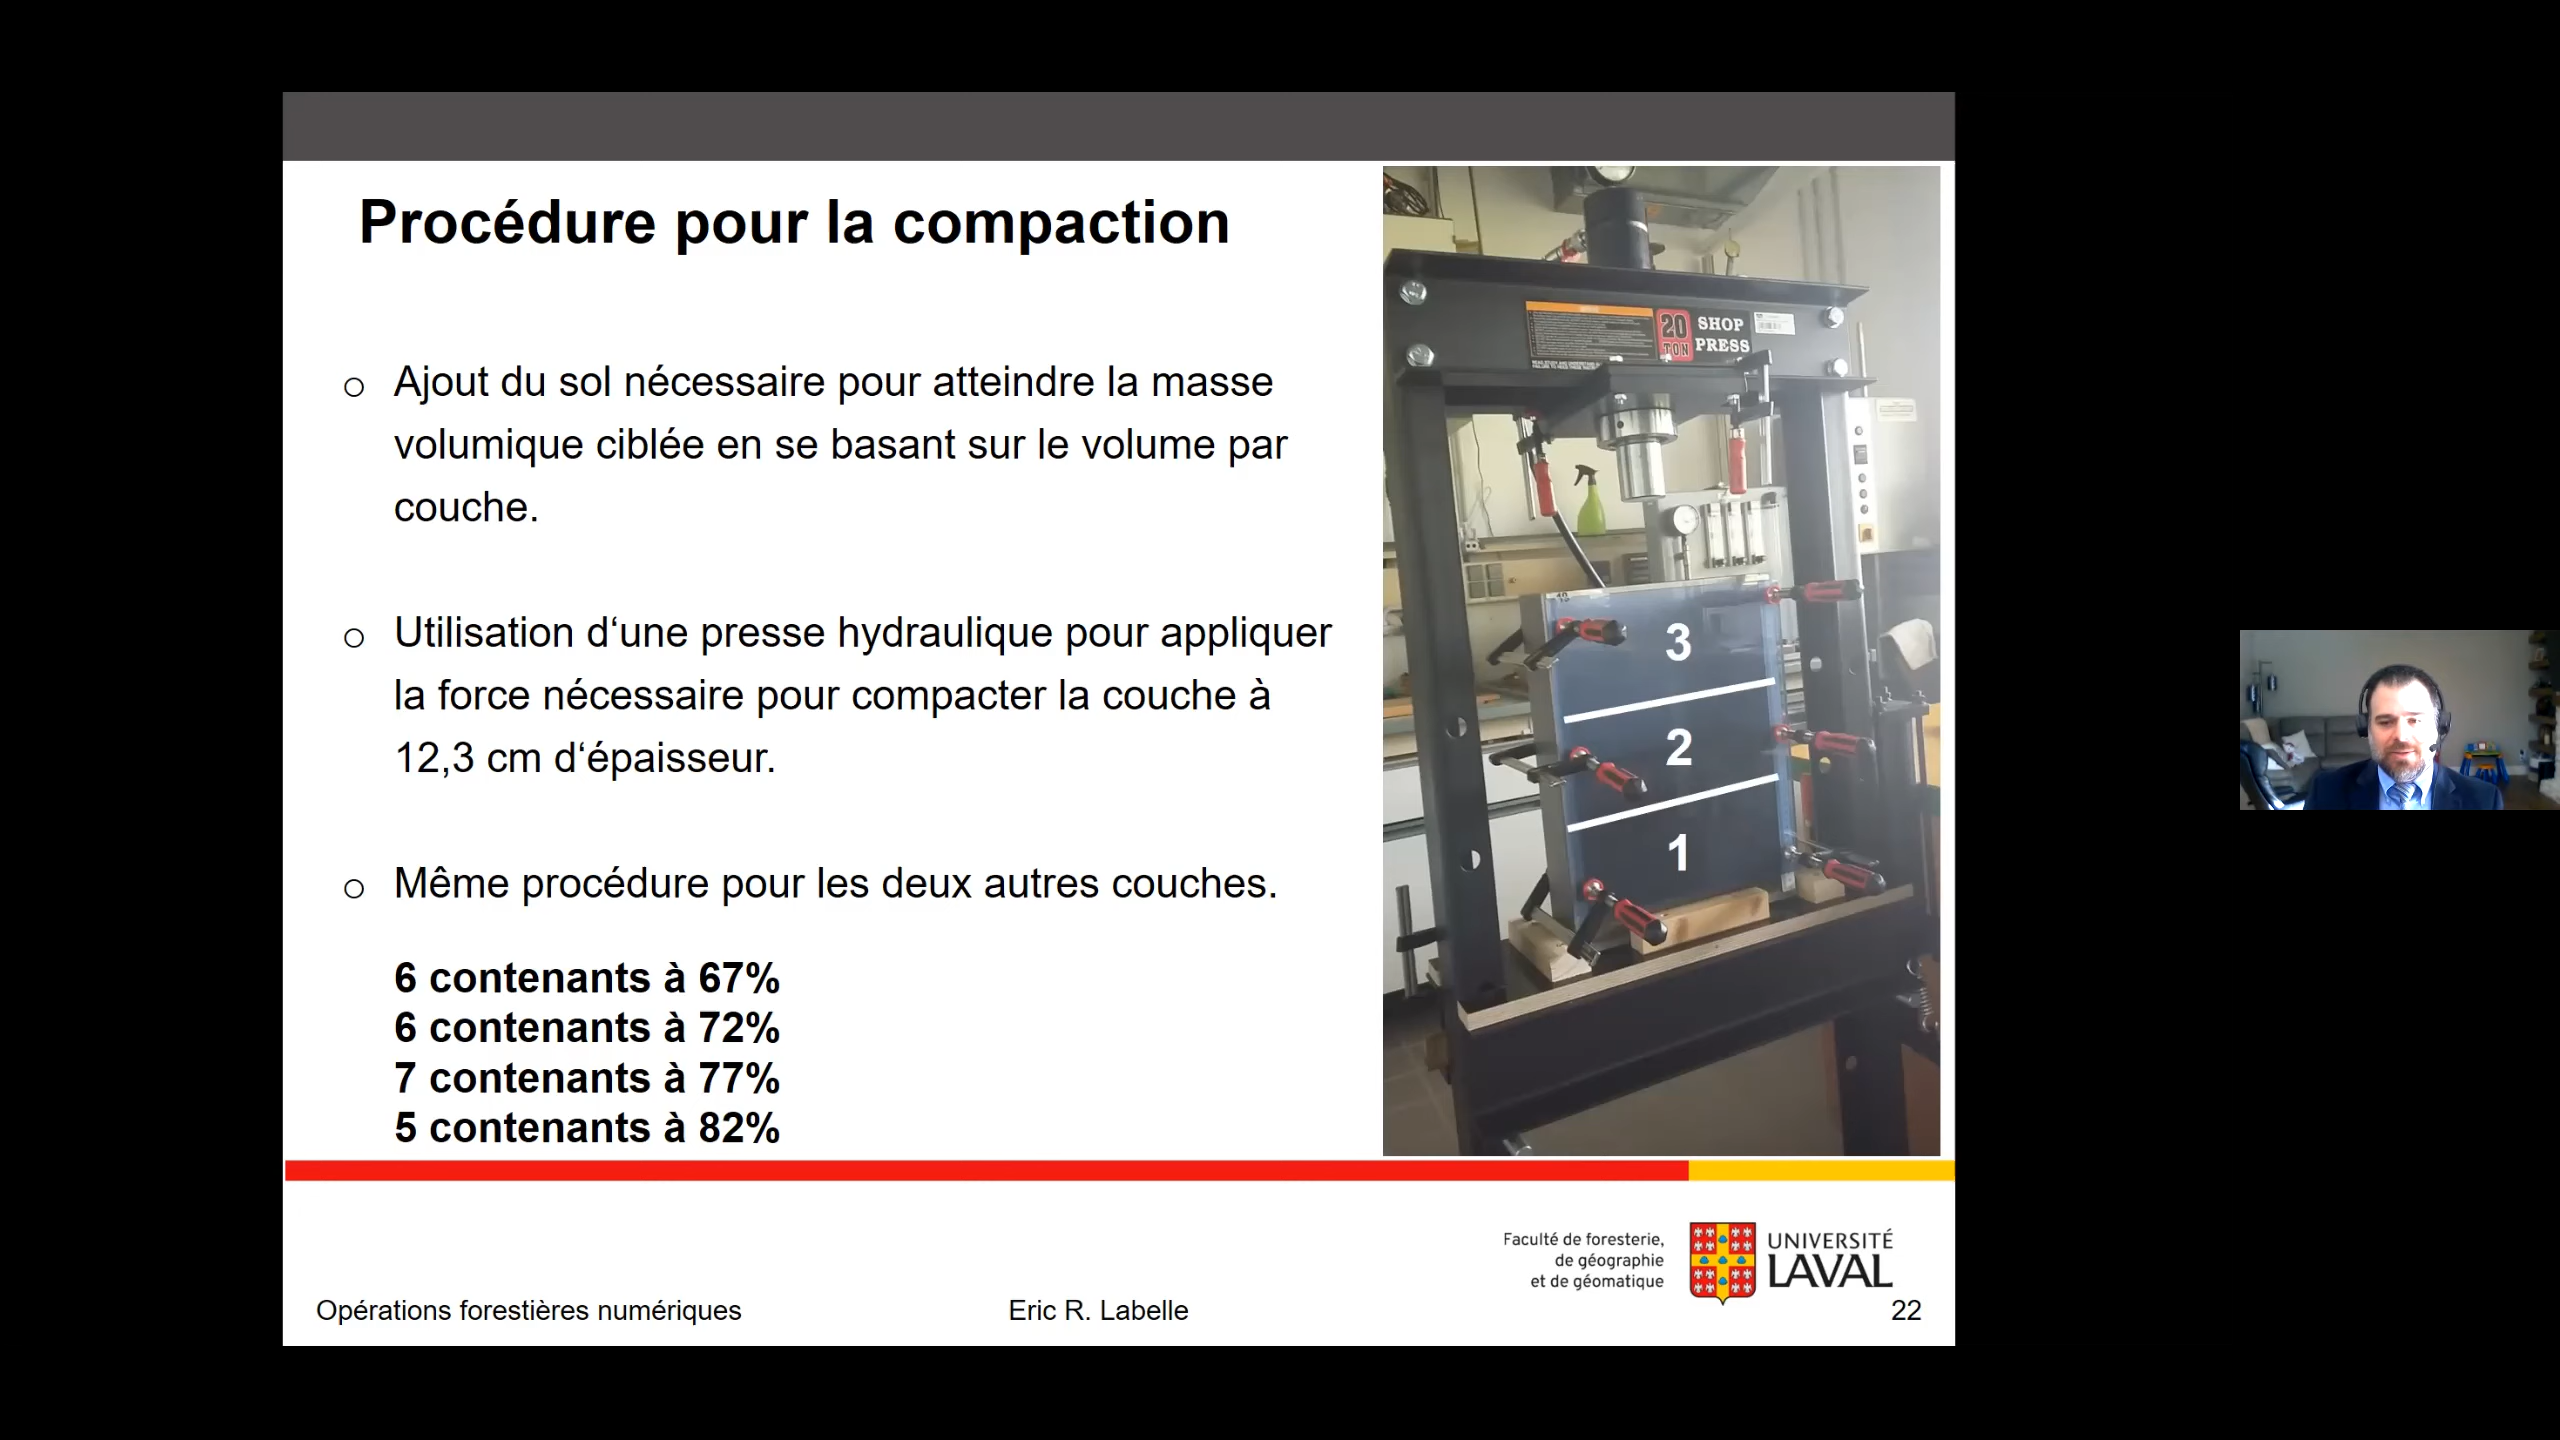 Procédure pour la compaction
Ajout du sol nécessaire pour atteindre la masse
volumique ciblée en se basant sur le volume par
couche.
Utilisation d‘une presse hydraulique pour appliquer
la force nécessaire pour compacter la couche à
12,3 cm d‘épaisseur.
Même procédure pour les deux autres couches.
6 contenants à 67%
6 contenants à 72%
7 contenants à 77%
5 contenants à 82%
20
TON
SHOP
PRESS
3
2
1
Faculté de foresterie,
de géographie
et de géomatique
UNIVERSITÉ
LAVAL
Opérations forestières numériques
Eric R. Labelle
22